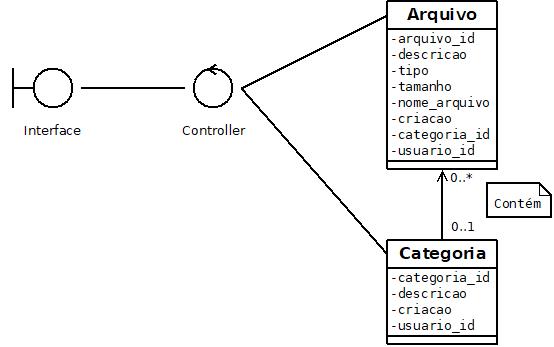 Arquivo
-arquivo_id
-descricao
-tipo
-tamanho
-nome_arquivo
-criacao
-categoria_id
-usuario_id
Interface
Controller
0..*
Contém
0..1
Categoria
-categoria_id
-descricao
-criacao
-usuario_id